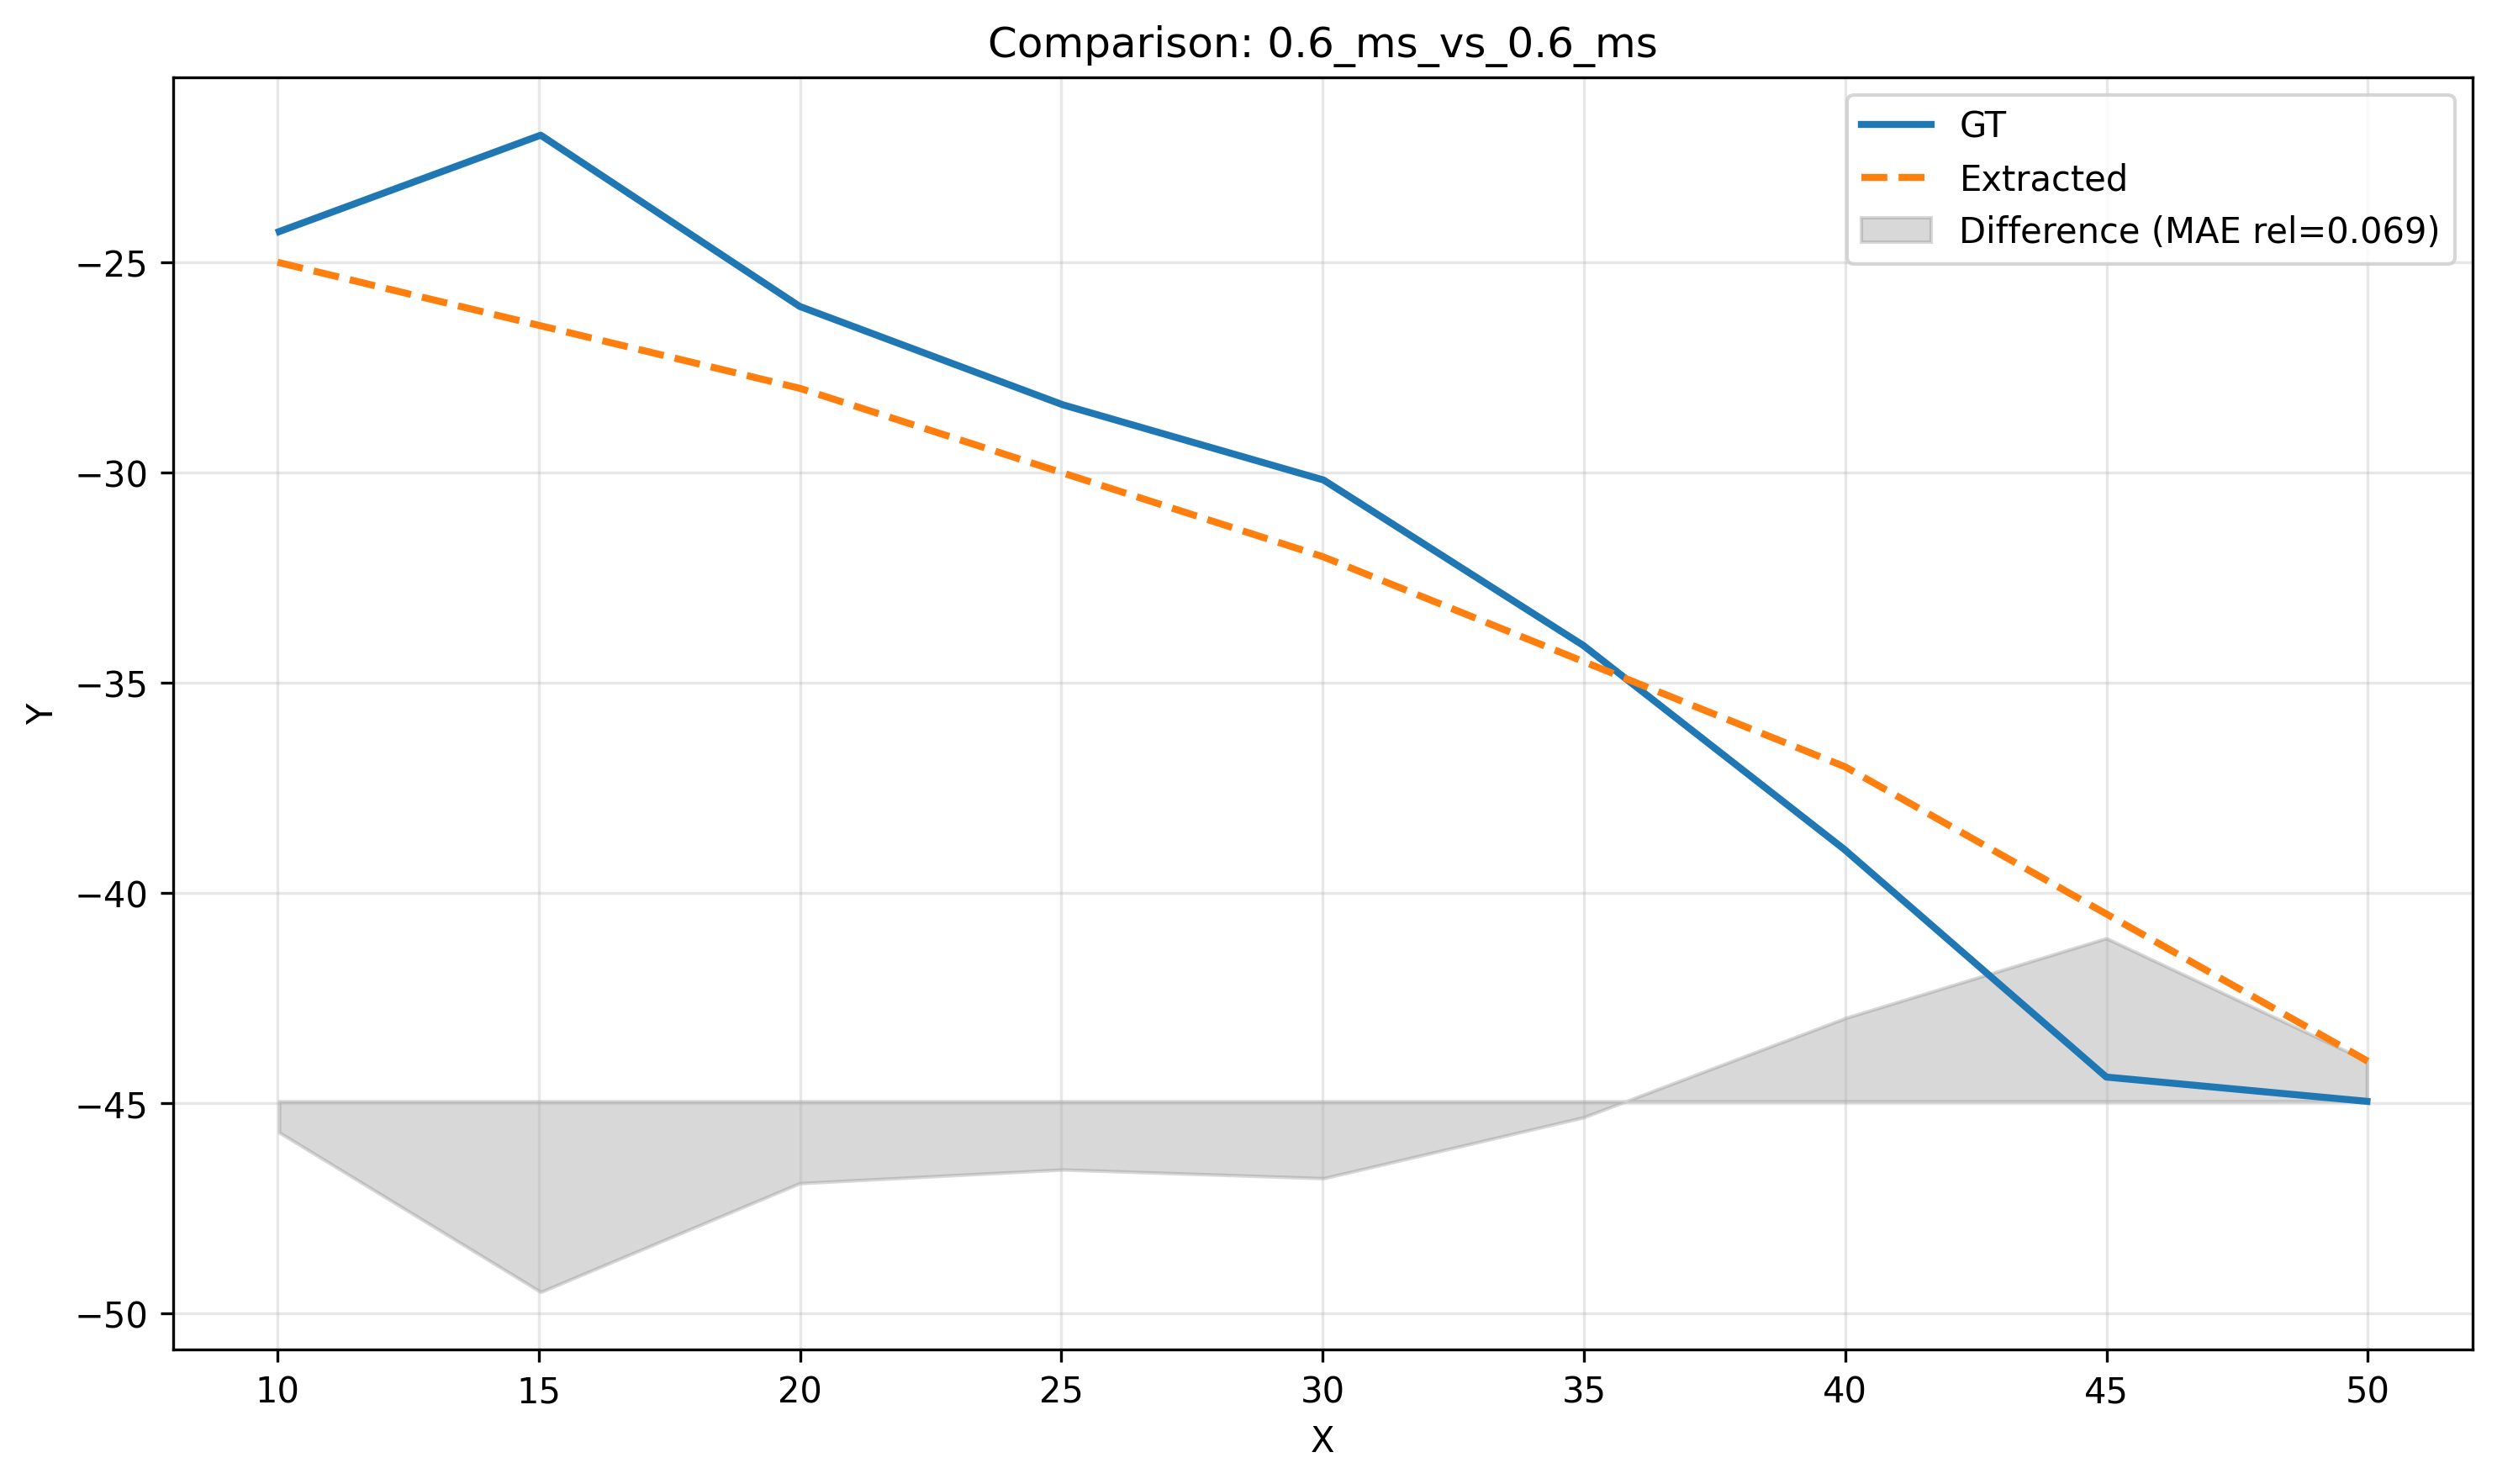 Comparison: 0.6_ms_vs_0.6_ms
GT
Extracted
Difference (MAE rel=0.069)
Y
−25
−30
−35
−40
−45
−50
10 15 20 25 30 35 40 45 50
X